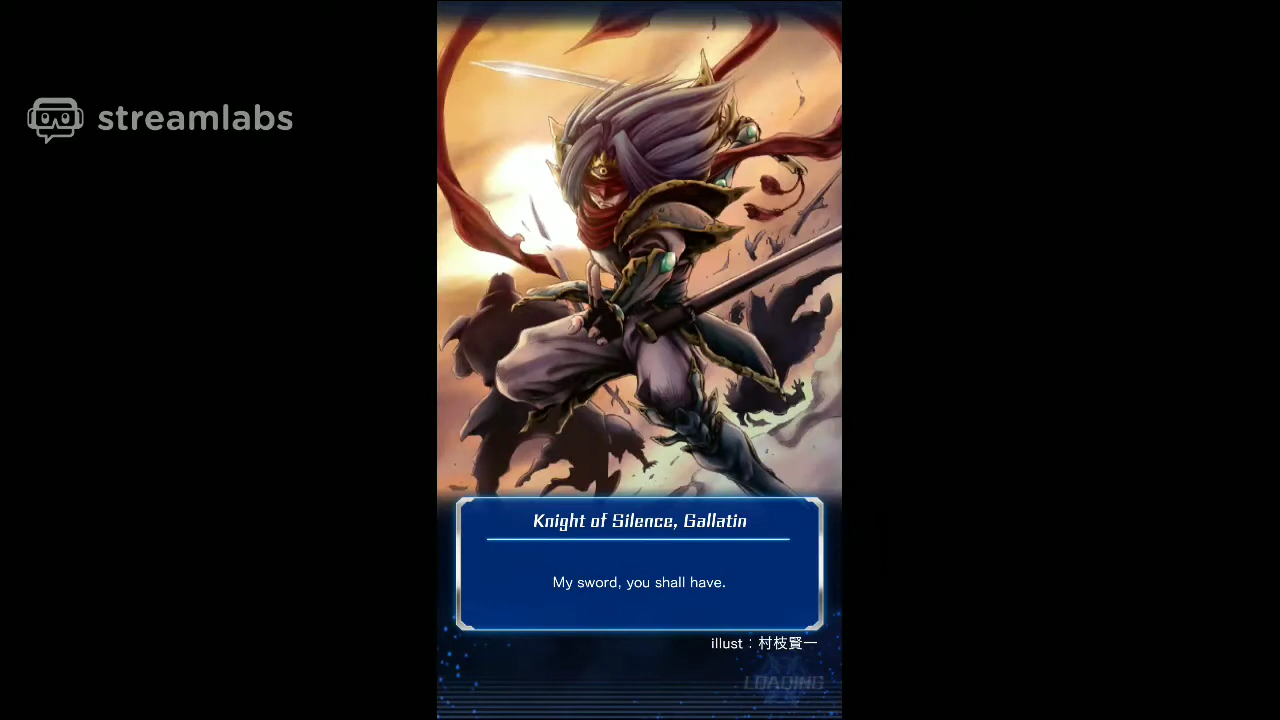 streamlabs
Knight of Silence, Gallatin
My sword, you shall have.
illust：村枝賢一
LOADING